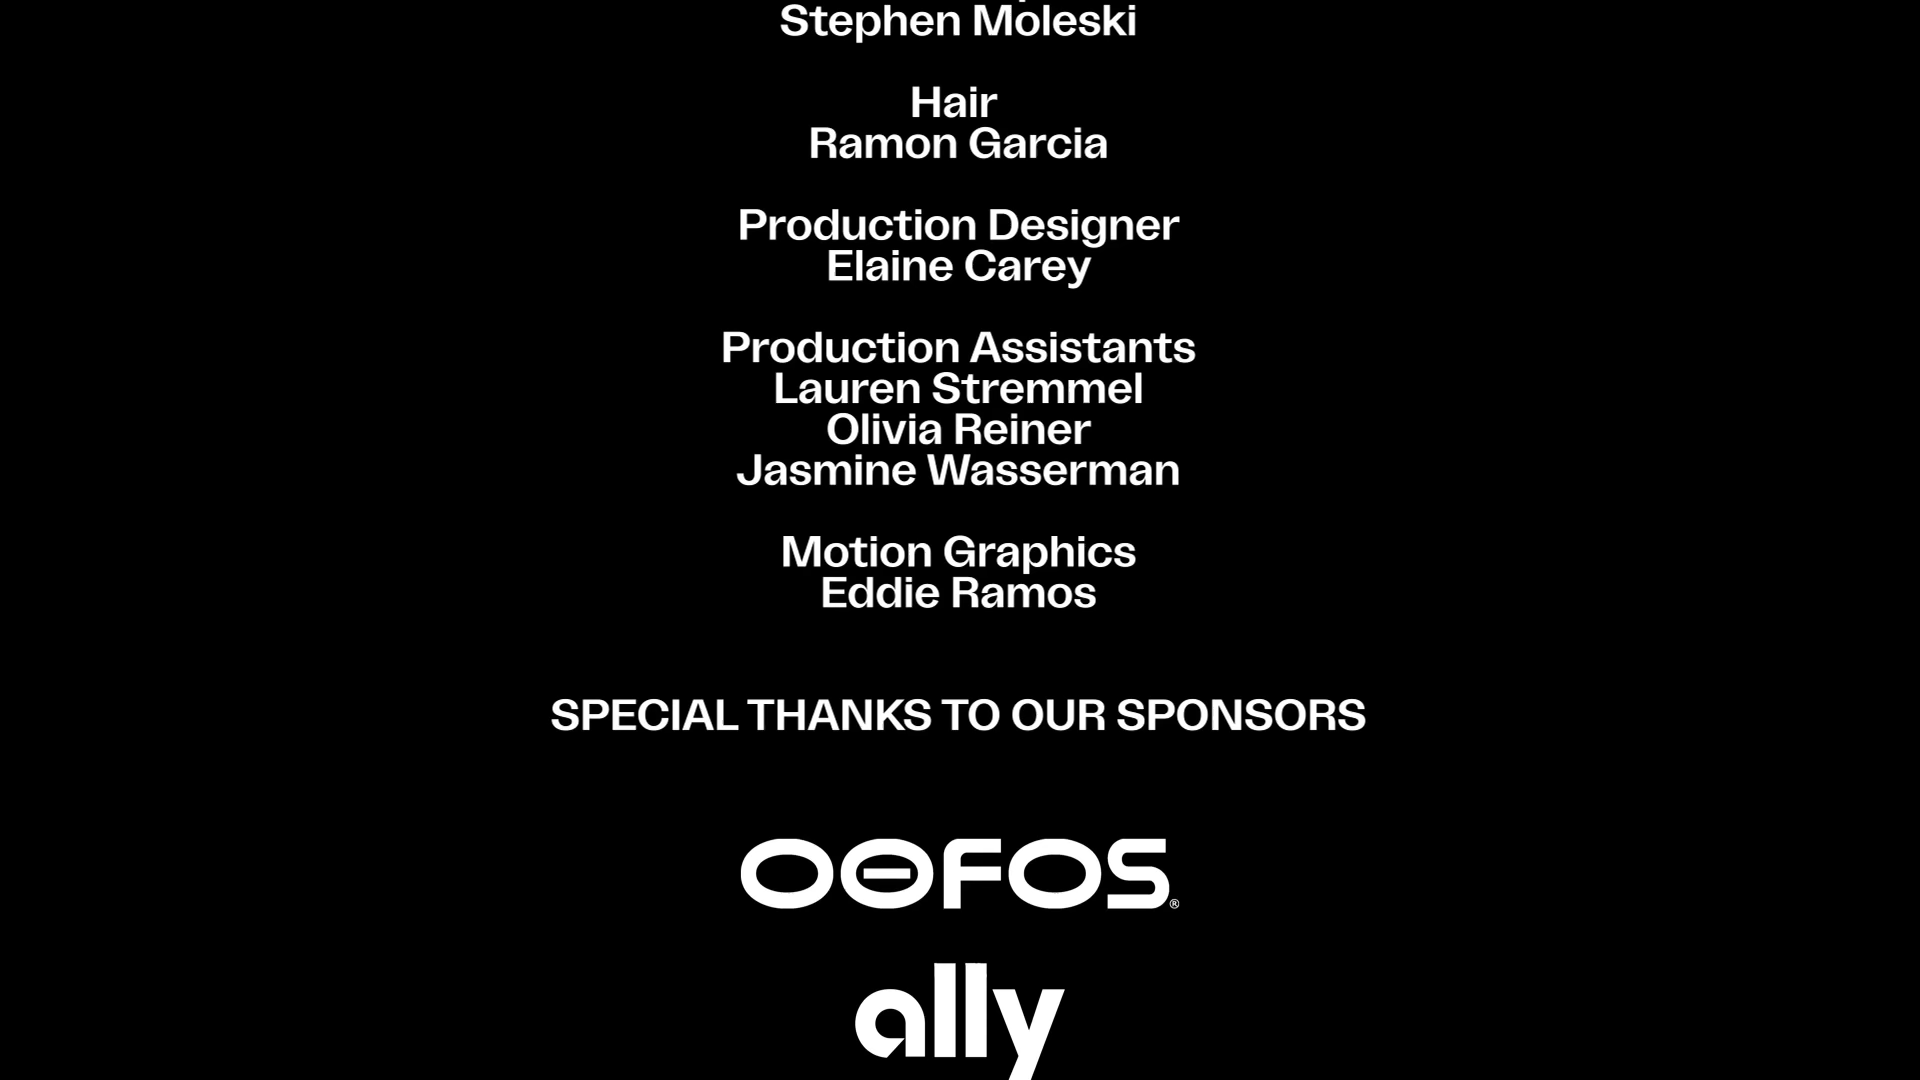 Stephen Moleski
Hair
Ramon Garcia
Production Designer
Elaine Carey
Production Assistants
Lauren Stremmel
Olivia Reiner
Jasmine Wasserman
Motion Graphics
Eddie Ramos
SPECIAL THANKS TO OUR SPONSORS
OOFOS®
ally